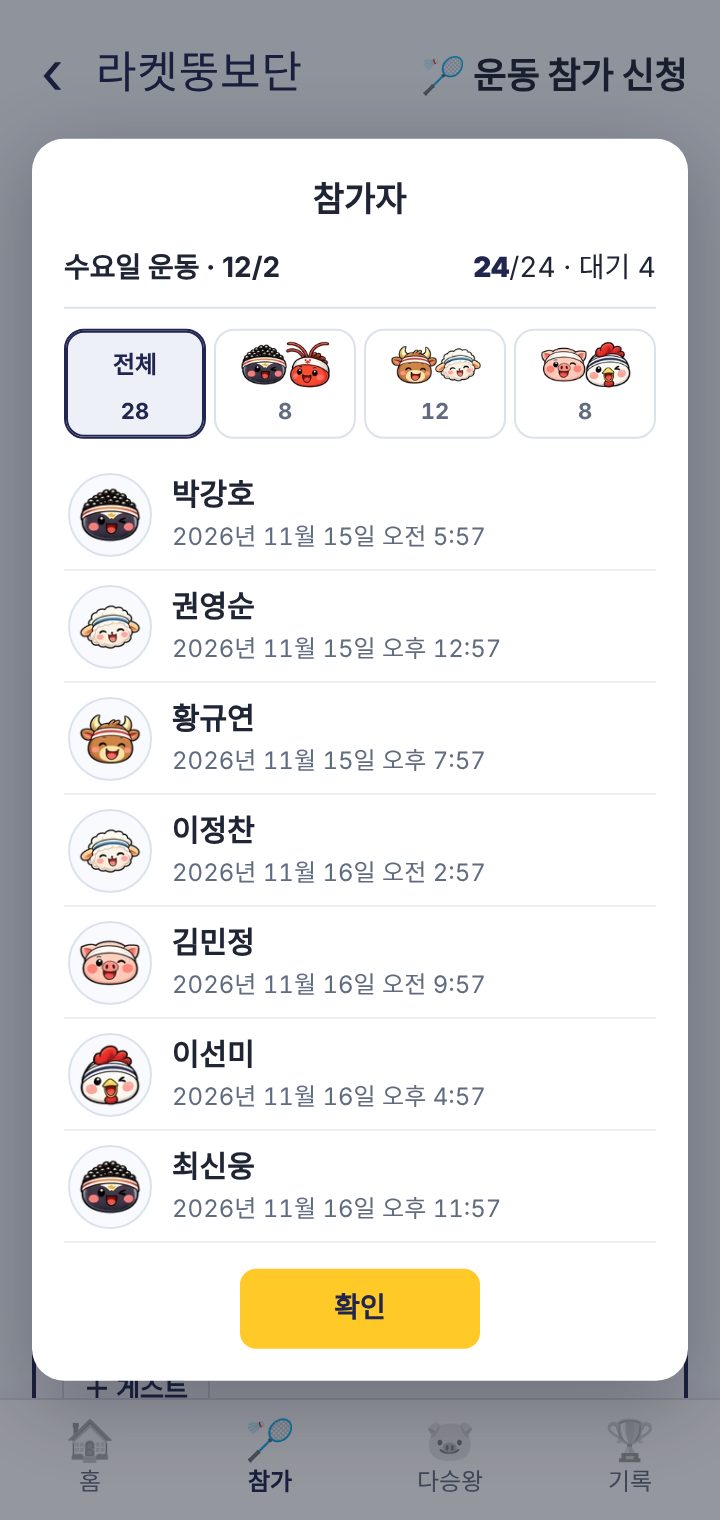 ‹ 라켓뚱보단
운동 참가 신청
참가자
수요일 운동 · 12/2
24/24 · 대기 4
전체
28
8
12
8
박강호
2026년 11월 15일 오전 5:57
권영순
2026년 11월 15일 오후 12:57
황규연
2026년 11월 15일 오후 7:57
이정찬
2026년 11월 16일 오전 2:57
김민정
2026년 11월 16일 오전 9:57
이선미
2026년 11월 16일 오후 4:57
최신웅
2026년 11월 16일 오후 11:57
확인
+ 게스트
홈
참가
다승왕
기록